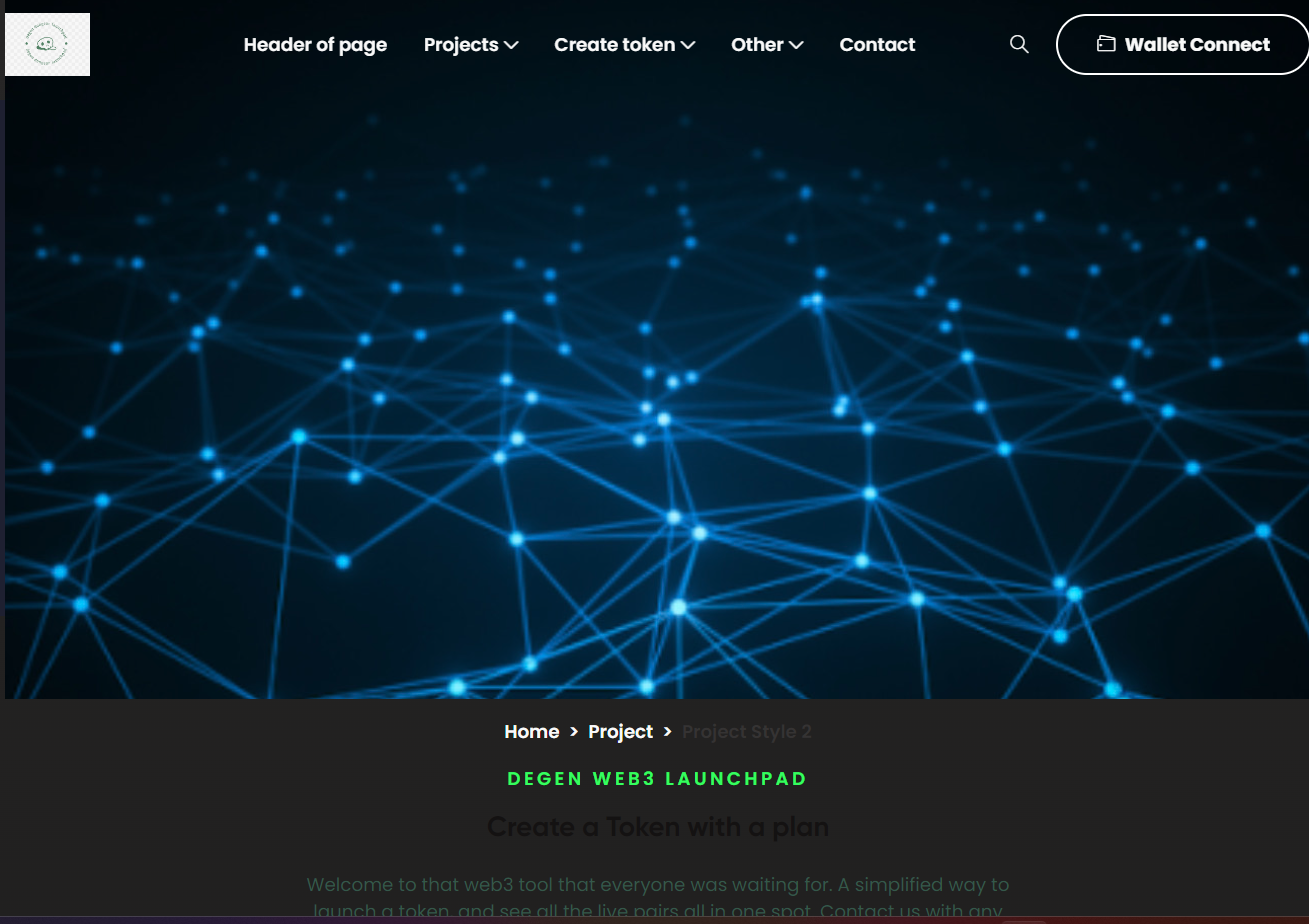 Header of page Projects Create token Other Contact Wallet Connect
Home > Project > Project Style 2
DEGEN WEB3 LAUNCHPAD
Create a Token with a plan
Welcome to that web3 tool that everyone was waiting for. A simplified way to
launch a token, and see all the live pairs all in one spot. Contact us with any